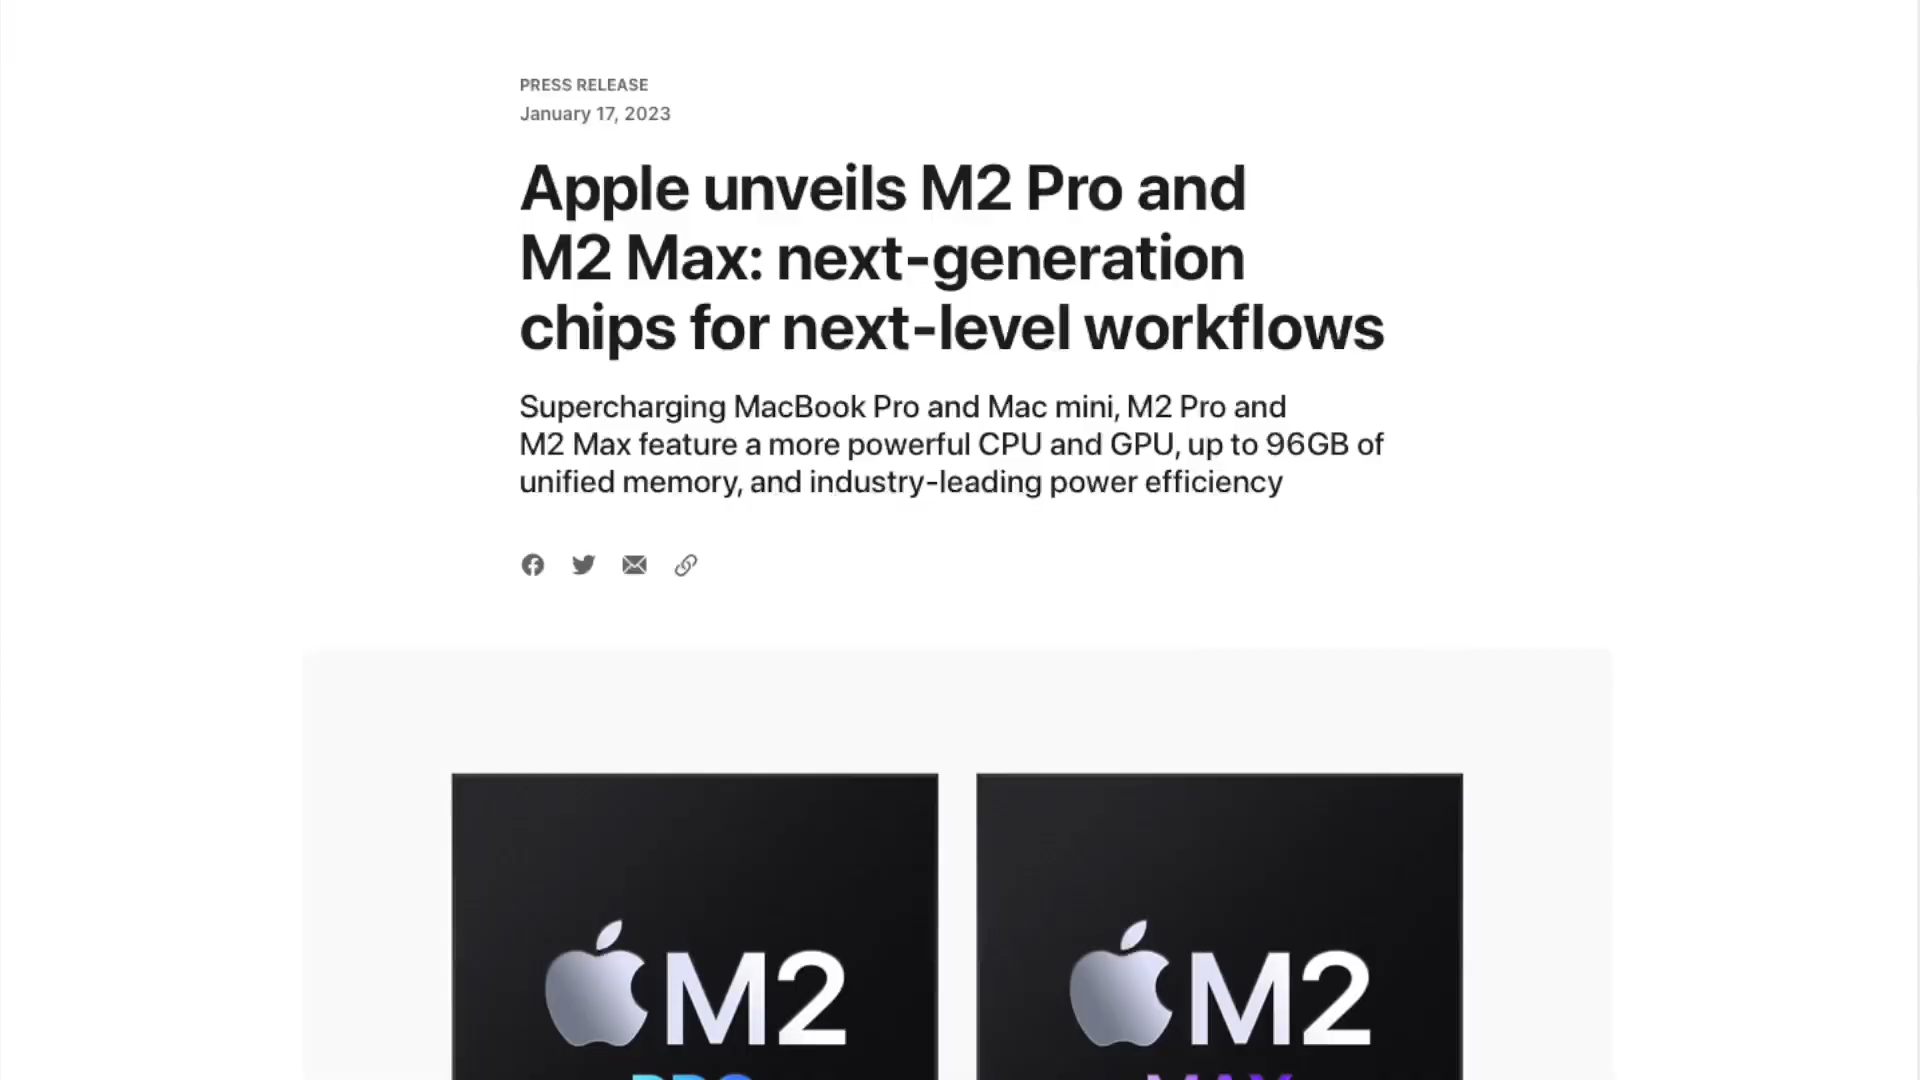 PRESS RELEASE
January 17, 2023
Apple unveils M2 Pro and
M2 Max: next-generation
chips for next-level workflows
Supercharging MacBook Pro and Mac mini, M2 Pro and
M2 Max feature a more powerful CPU and GPU, up to 96GB of
unified memory, and industry-leading power efficiency
M2
PRO
M2
MAX